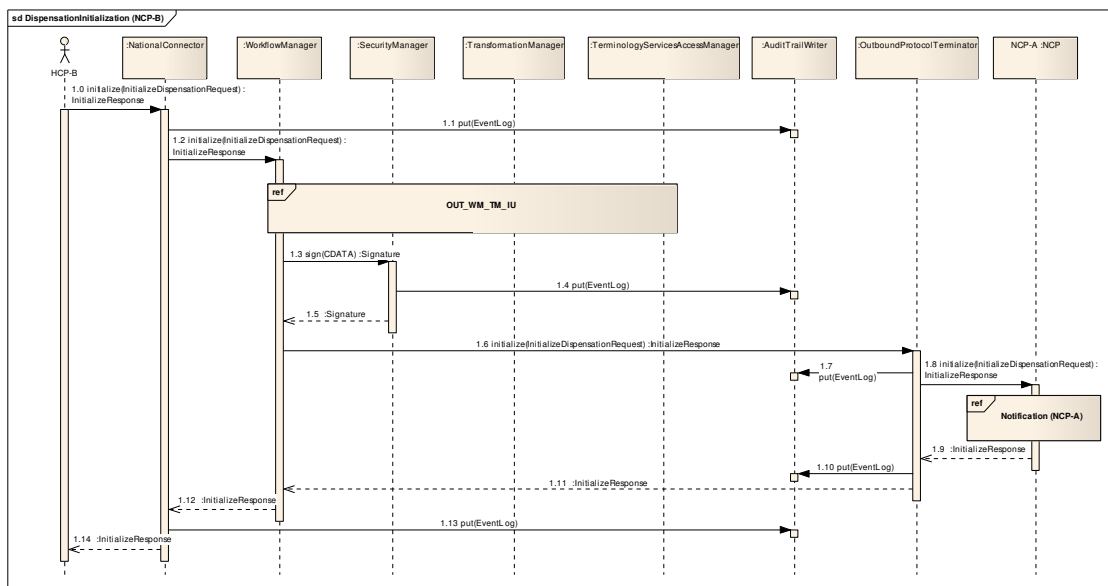 sd DispensationInitialization (NCP-B)
HCP-B
:NationalConnector
:WorkflowManager
:SecurityManager
:TransformationManager
:TerminologyServicesAccessManager
:AuditTrailWriter
:OutboundProtocolTerminator
NCP-A :NCP
1.0 initialize(InitializeDispensationRequest) :
InitializeResponse
1.1 put(EventLog)
1.2 initialize(InitializeDispensationRequest) :
InitializeResponse
ref
OUT_WM_TM_IU
1.3 sign(CDATA) :Signature
1.4 put(EventLog)
1.5 :Signature
1.6 initialize(InitializeDispensationRequest) :InitializeResponse
1.7
put(EventLog)
1.8 initialize(InitializeDispensationRequest) :
InitializeResponse
ref
Notification (NCP-A)
1.9 :InitializeResponse
1.10 put(EventLog)
1.11 :InitializeResponse
1.12 :InitializeResponse
1.13 put(EventLog)
1.14 :InitializeResponse